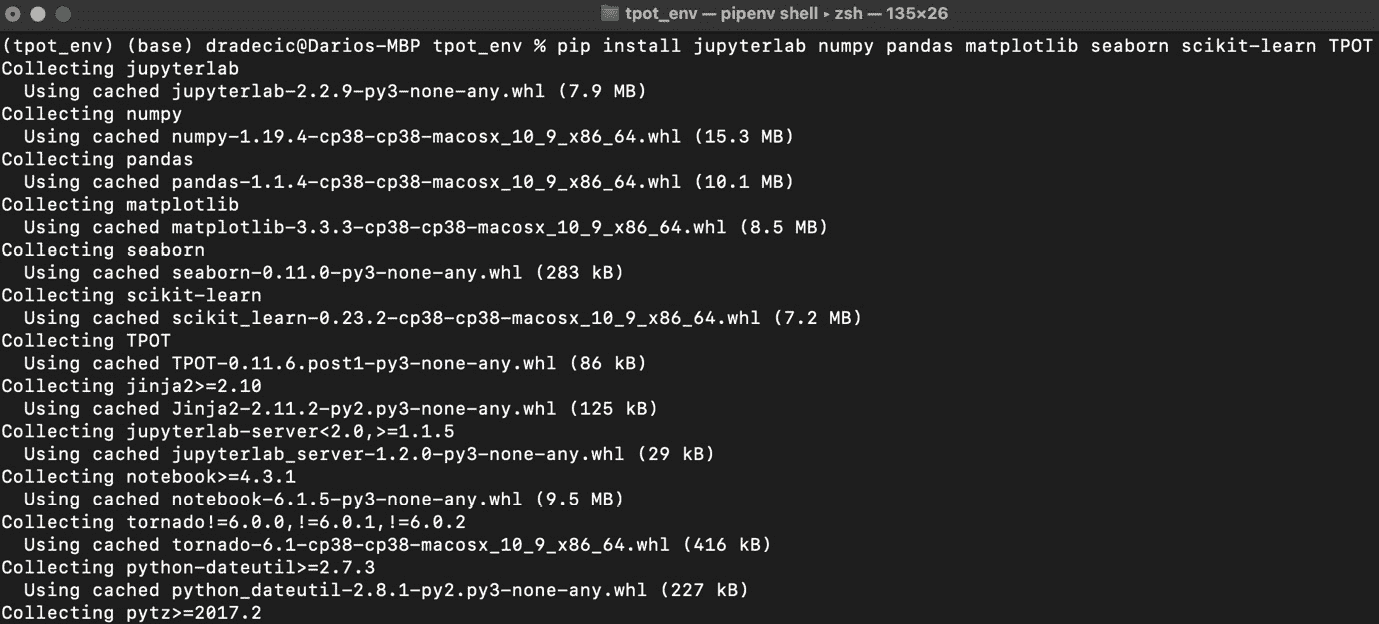 tpot_env — pipenv shell ▸ zsh — 135×26
(tpot_env) (base) dradecic@Darios-MBP tpot_env % pip install jupyterlab numpy pandas matplotlib seaborn scikit-learn TPOT
Collecting jupyterlab
  Using cached jupyterlab-2.2.9-py3-none-any.whl (7.9 MB)
Collecting numpy
  Using cached numpy-1.19.4-cp38-cp38-macosx_10_9_x86_64.whl (15.3 MB)
Collecting pandas
  Using cached pandas-1.1.4-cp38-cp38-macosx_10_9_x86_64.whl (10.1 MB)
Collecting matplotlib
  Using cached matplotlib-3.3.3-cp38-cp38-macosx_10_9_x86_64.whl (8.5 MB)
Collecting seaborn
  Using cached seaborn-0.11.0-py3-none-any.whl (283 kB)
Collecting scikit-learn
  Using cached scikit_learn-0.23.2-cp38-cp38-macosx_10_9_x86_64.whl (7.2 MB)
Collecting TPOT
  Using cached TPOT-0.11.6.post1-py3-none-any.whl (86 kB)
Collecting jinja2>=2.10
  Using cached Jinja2-2.11.2-py2.py3-none-any.whl (125 kB)
Collecting jupyterlab-server<2.0,>=1.1.5
  Using cached jupyterlab_server-1.2.0-py3-none-any.whl (29 kB)
Collecting notebook>=4.3.1
  Using cached notebook-6.1.5-py3-none-any.whl (9.5 MB)
Collecting tornado!=6.0.0,!=6.0.1,!=6.0.2
  Using cached tornado-6.1-cp38-cp38-macosx_10_9_x86_64.whl (416 kB)
Collecting python-dateutil>=2.7.3
  Using cached python_dateutil-2.8.1-py2.py3-none-any.whl (227 kB)
Collecting pytz>=2017.2